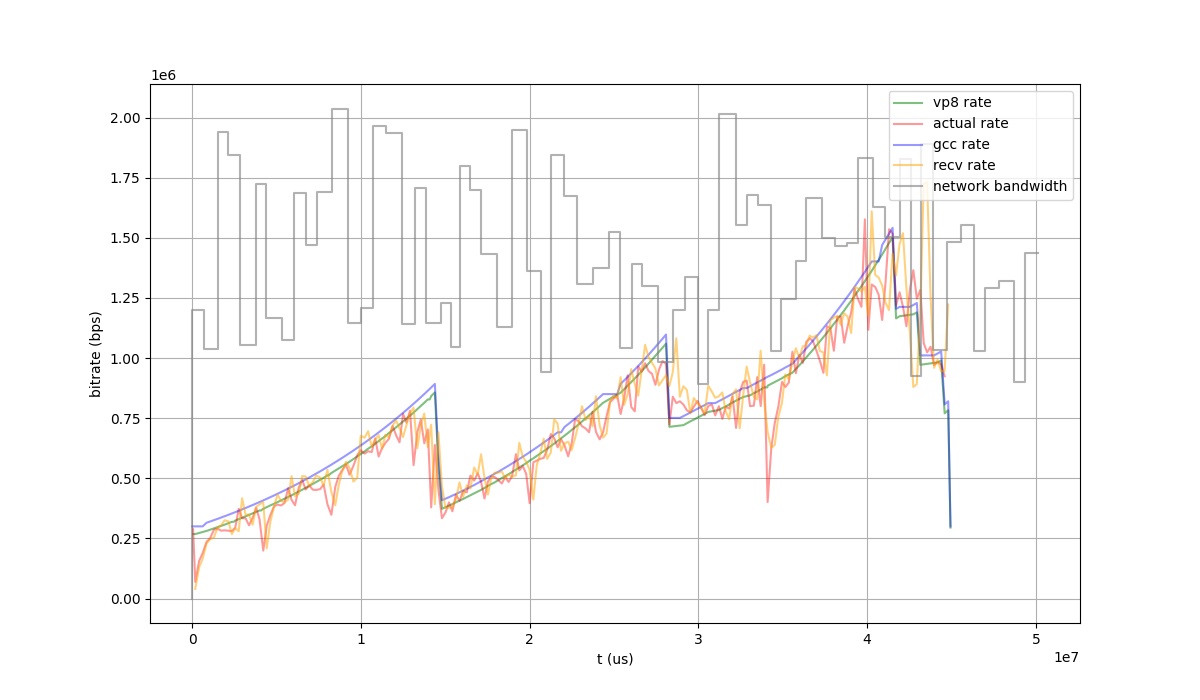 1e6
2.00
1.75
1.50
1.25
1.00
0.75
0.50
0.25
0.00
bitrate (bps)
vp8 rate
actual rate
gcc rate
recv rate
network bandwidth
0
1
2
3
4
5
t (us)
1e7